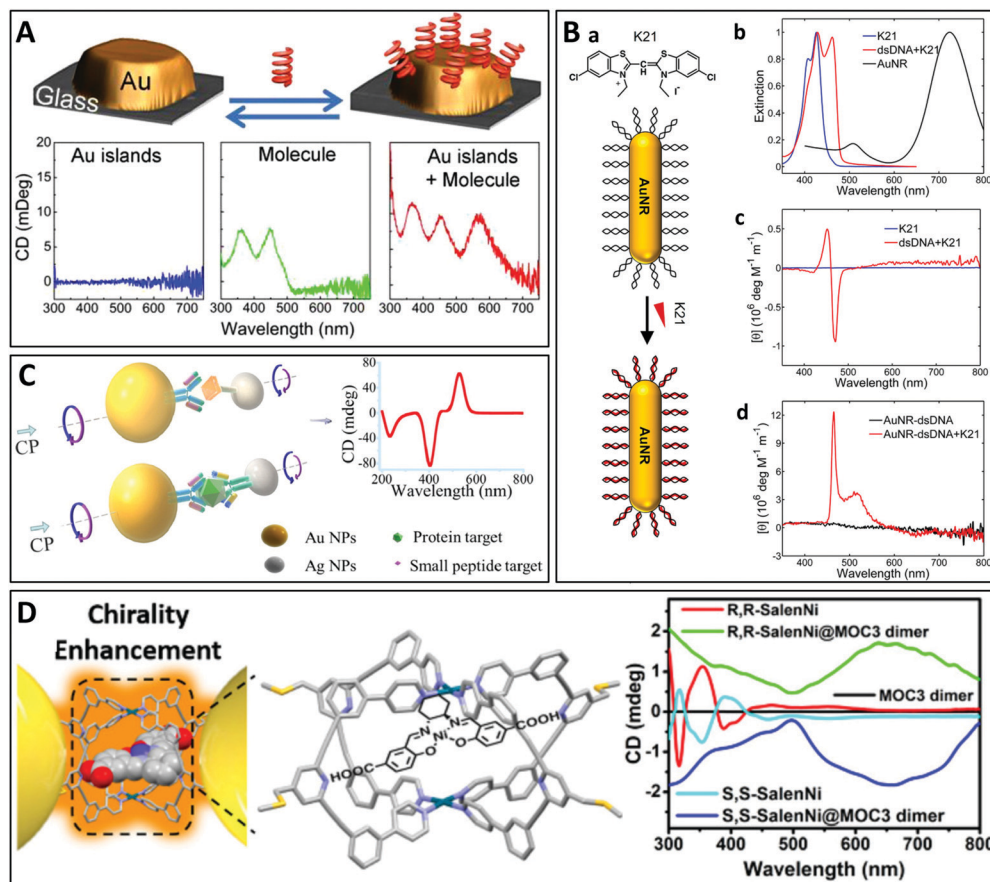 A
Au
Glass
Au islands
Molecule
Au islands
+ Molecule
CD (mDeg)
20
15
10
5
0
300 400 500 600 700
300 400 500 600 700
300 400 500 600 700
Wavelength (nm)
B
a
K21
S
S
Cl
N
+
C
H
N
Cl
I-
AuNR
K21
AuNR
b
K21
dsDNA+K21
AuNR
Extinction
1
0.8
0.6
0.4
0.2
0
400 500 600 700 800
Wavelength (nm)
c
K21
dsDNA+K21
[θ] (10⁶ deg M⁻¹ m⁻¹)
0.5
0
-0.5
-1
400 500 600 700 800
Wavelength (nm)
d
AuNR-dsDNA
AuNR-dsDNA+K21
[θ] (10⁶ deg M⁻¹ m⁻¹)
12
9
6
3
0
-3
400 500 600 700 800
Wavelength (nm)
C
CP
CP
CD (mdeg)
80
40
0
-40
-80
200 400 600 800
Wavelength (nm)
Au NPs
Protein target
Ag NPs
Small peptide target
D
Chirality
Enhancement
N
N
Ni
O
O
HOOC
COOH
R,R-SalenNi
R,R-SalenNi@MOC3 dimer
MOC3 dimer
S,S-SalenNi
S,S-SalenNi@MOC3 dimer
CD (mdeg)
2
1
0
-1
-2
300 400 500 600 700 800
Wavelength (nm)